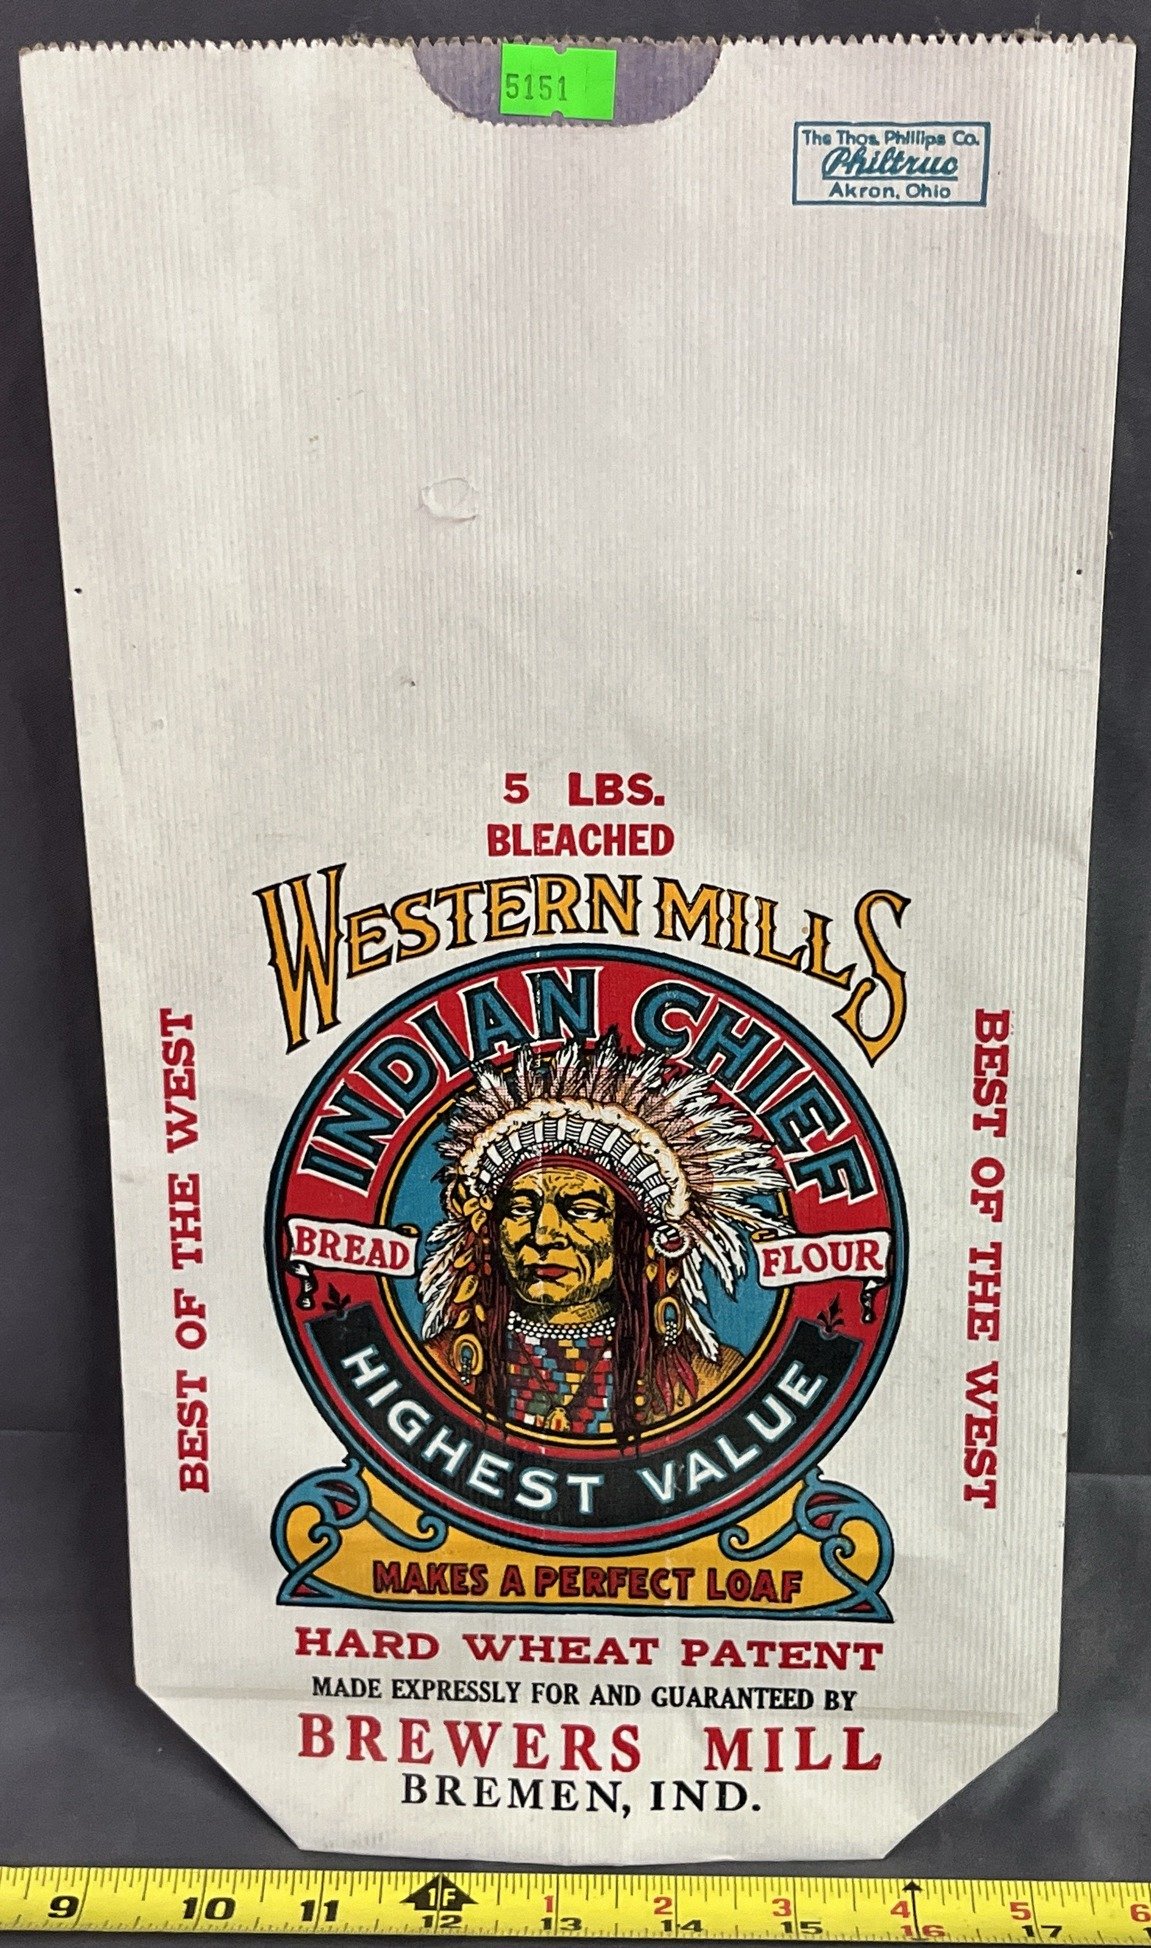 5151
The Thos. Phillips Co.
Philtruc
Akron, Ohio
5 LBS.
BLEACHED
WESTERN MILLS
INDIAN CHIEF
BREAD
FLOUR
HIGHEST VALUE
MAKES A PERFECT LOAF
BEST OF THE WEST
BEST OF THE WEST
HARD WHEAT PATENT
MADE EXPRESSLY FOR AND GUARANTEED BY
BREWERS MILL
BREMEN, IND.
9 10 11 1F 1 2 3 4 5 6
12 13 14 15 16 17